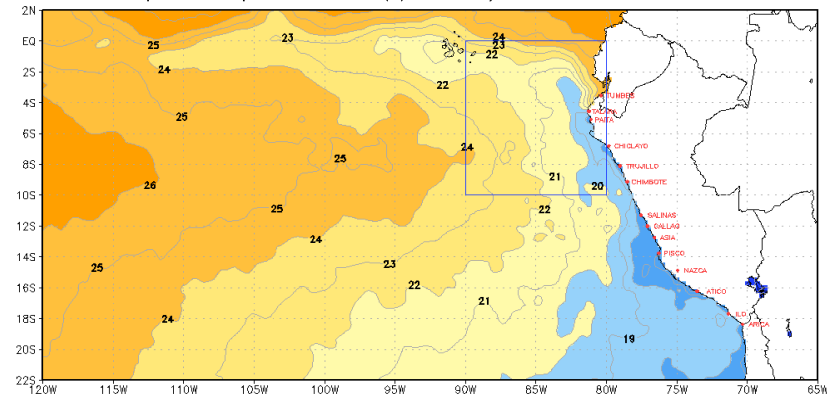 2N
EQ
2S
4S
6S
8S
10S
12S
14S
16S
18S
20S
22S
120W 115W 110W 105W 100W 95W 90W 85W 80W 75W 70W 65W
25
23
24
23
22
24
22
25
TUMBES
PAITA
CHICLAYO
24
25
TRUJILLO
26
21
20
CHIMBOTE
25
22
SALINAS
CALLAO
24
ASIA
PISCO
25
23
NAZCA
22
ATICO
21
24
ILO
ARICA
19